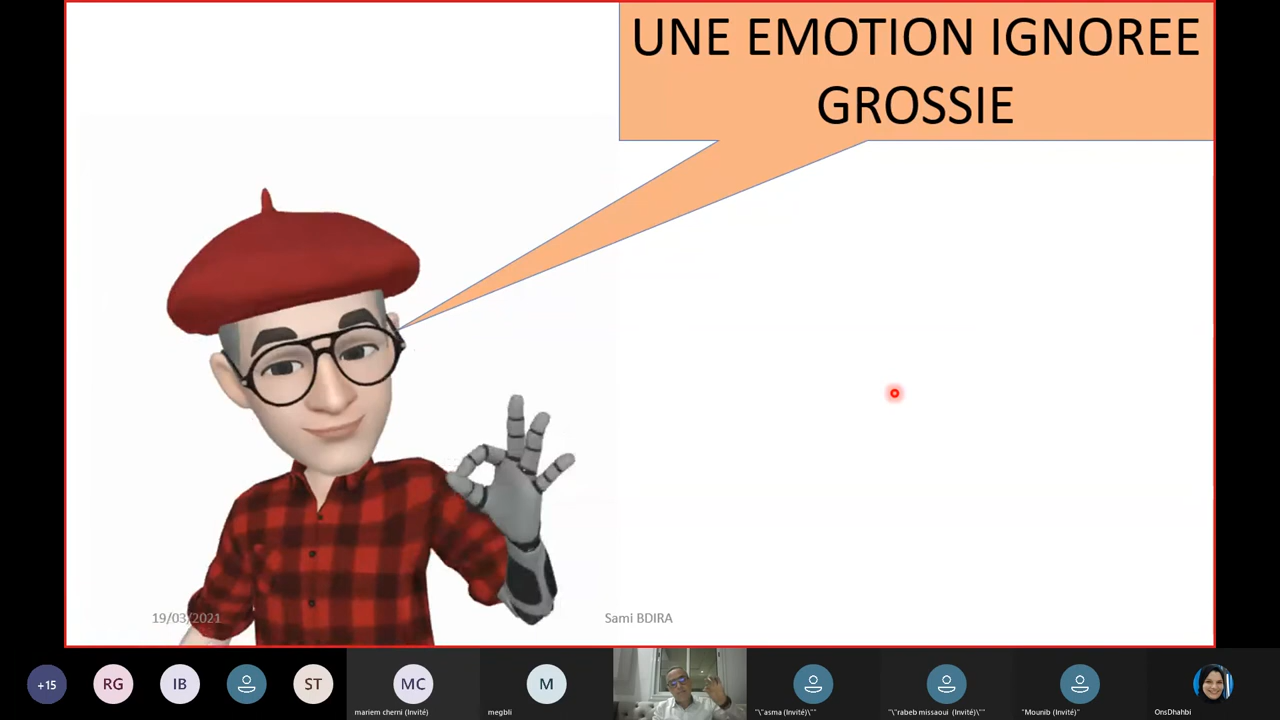 UNE EMOTION IGNOREE
GROSSIE
19/03/2021
Sami BDIRA
+15
RG
IB
ST
MC
mariem cherni (Invité)
M
megbli
"\"asma (Invité)\""
"\"rabeb missaoui (Invité)\""
"Mounib (Invité)"
OnsDhahbi